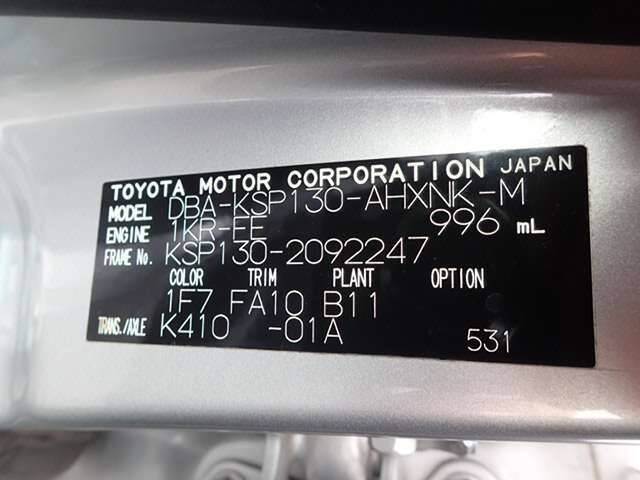 TOYOTA MOTOR CORPORATION JAPAN
MODEL DBA-KSP130-AHXNK-M
ENGINE 1KR-FE 996 mL
FRAME No. KSP130-2092247
COLOR TRIM PLANT OPTION
1F7 FA10 B11
TRANS./AXLE K410 -01A 531